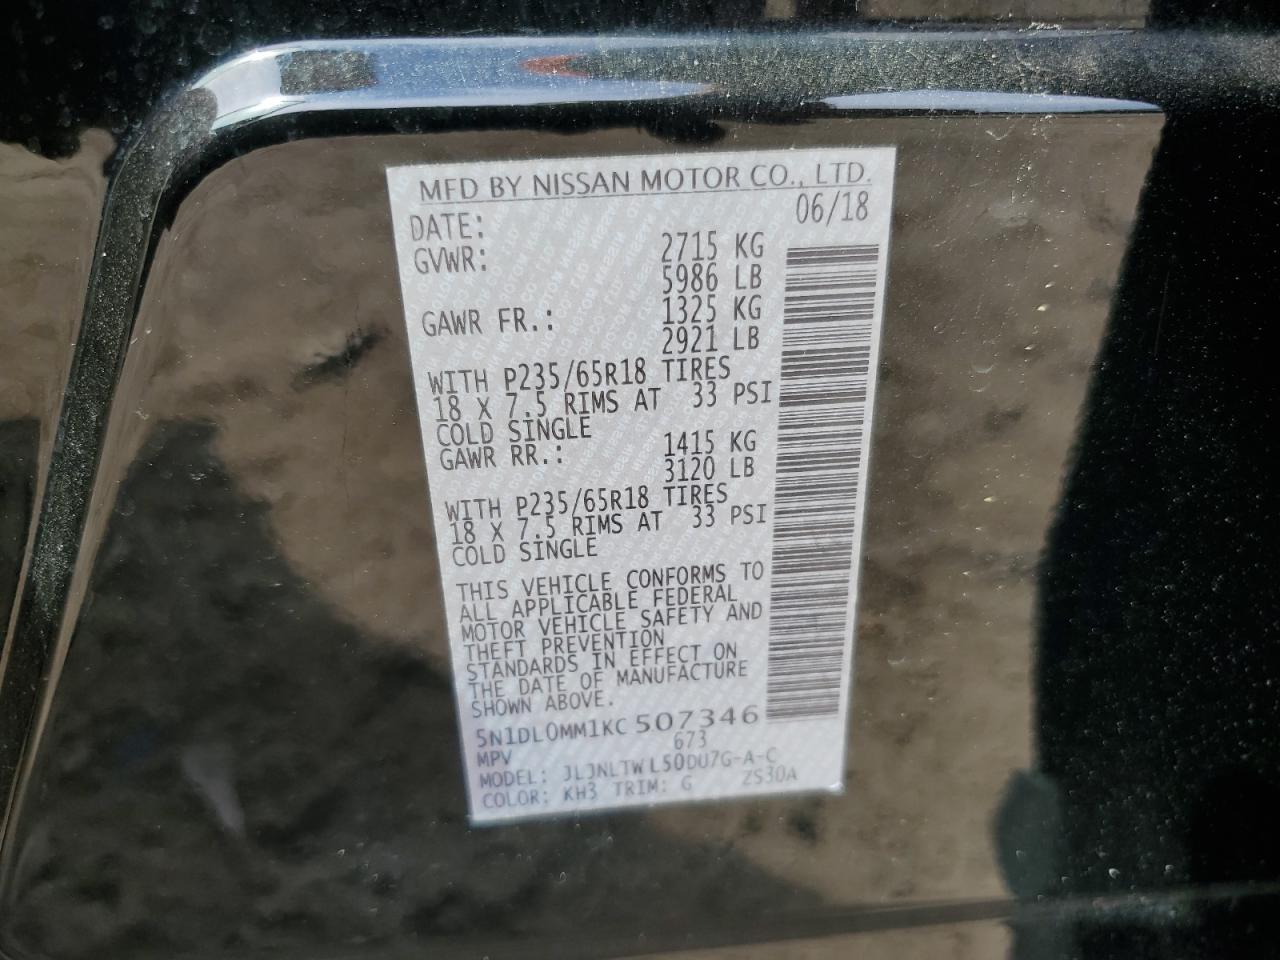 MFD BY NISSAN MOTOR CO., LTD.
DATE: 06/18
GVWR: 2715 KG
5986 LB
GAWR FR.: 1325 KG
2921 LB
WITH P235/65R18 TIRES
18 X 7.5 RIMS AT 33 PSI
COLD SINGLE
GAWR RR.: 1415 KG
3120 LB
WITH P235/65R18 TIRES
18 X 7.5 RIMS AT 33 PSI
COLD SINGLE
THIS VEHICLE CONFORMS TO
ALL APPLICABLE FEDERAL
MOTOR VEHICLE SAFETY AND
THEFT PREVENTION
STANDARDS IN EFFECT ON
THE DATE OF MANUFACTURE
SHOWN ABOVE.
5N1DL0MM1KC507346
MPV 673
MODEL: JLJNLTWL50DU7G-A-C
COLOR: KH3 TRIM: G ZS30A